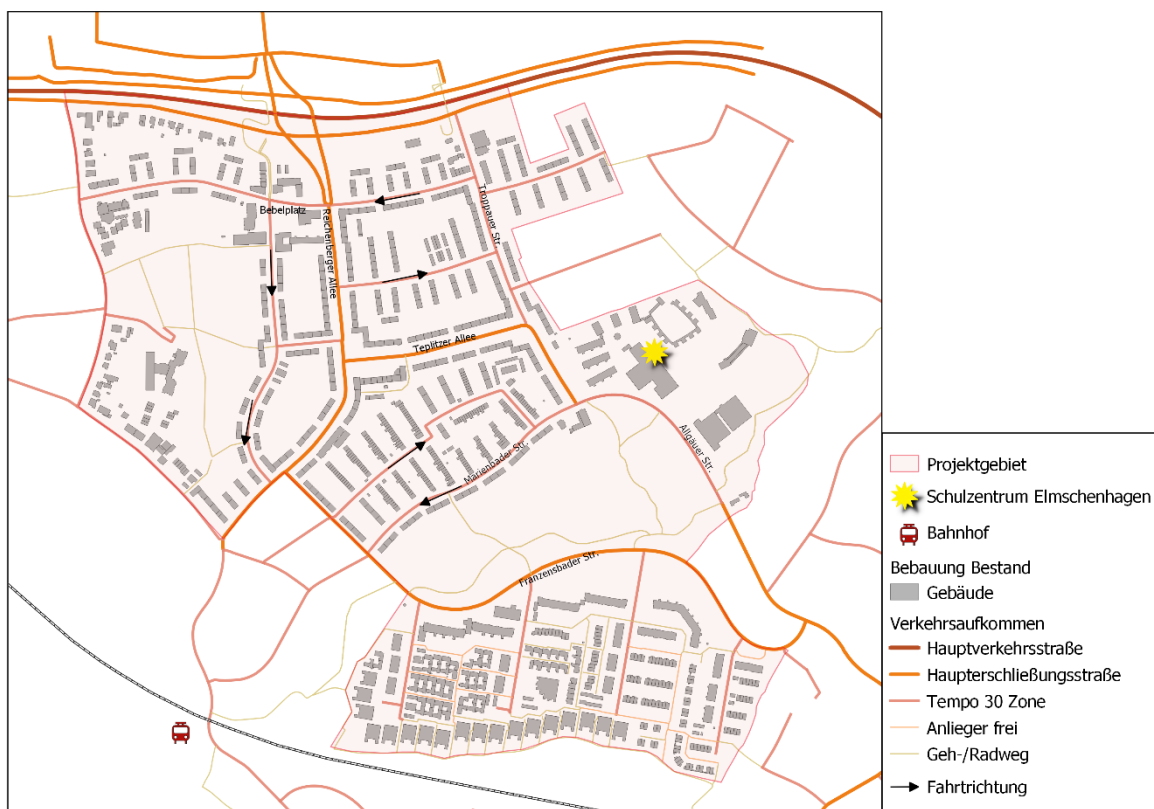 Bebelplatz
Reichenberger Allee
Troppauer Str.
Teplitzer Allee
Marienbader Str.
Allgäuer Str.
Franzensbader Str.
Projektgebiet
Schulzentrum Elmschenhagen
Bahnhof
Bebauung Bestand
Gebäude
Verkehrsaufkommen
Hauptverkehrsstraße
Haupterschließungsstraße
Tempo 30 Zone
Anlieger frei
Geh-/Radweg
Fahrtrichtung